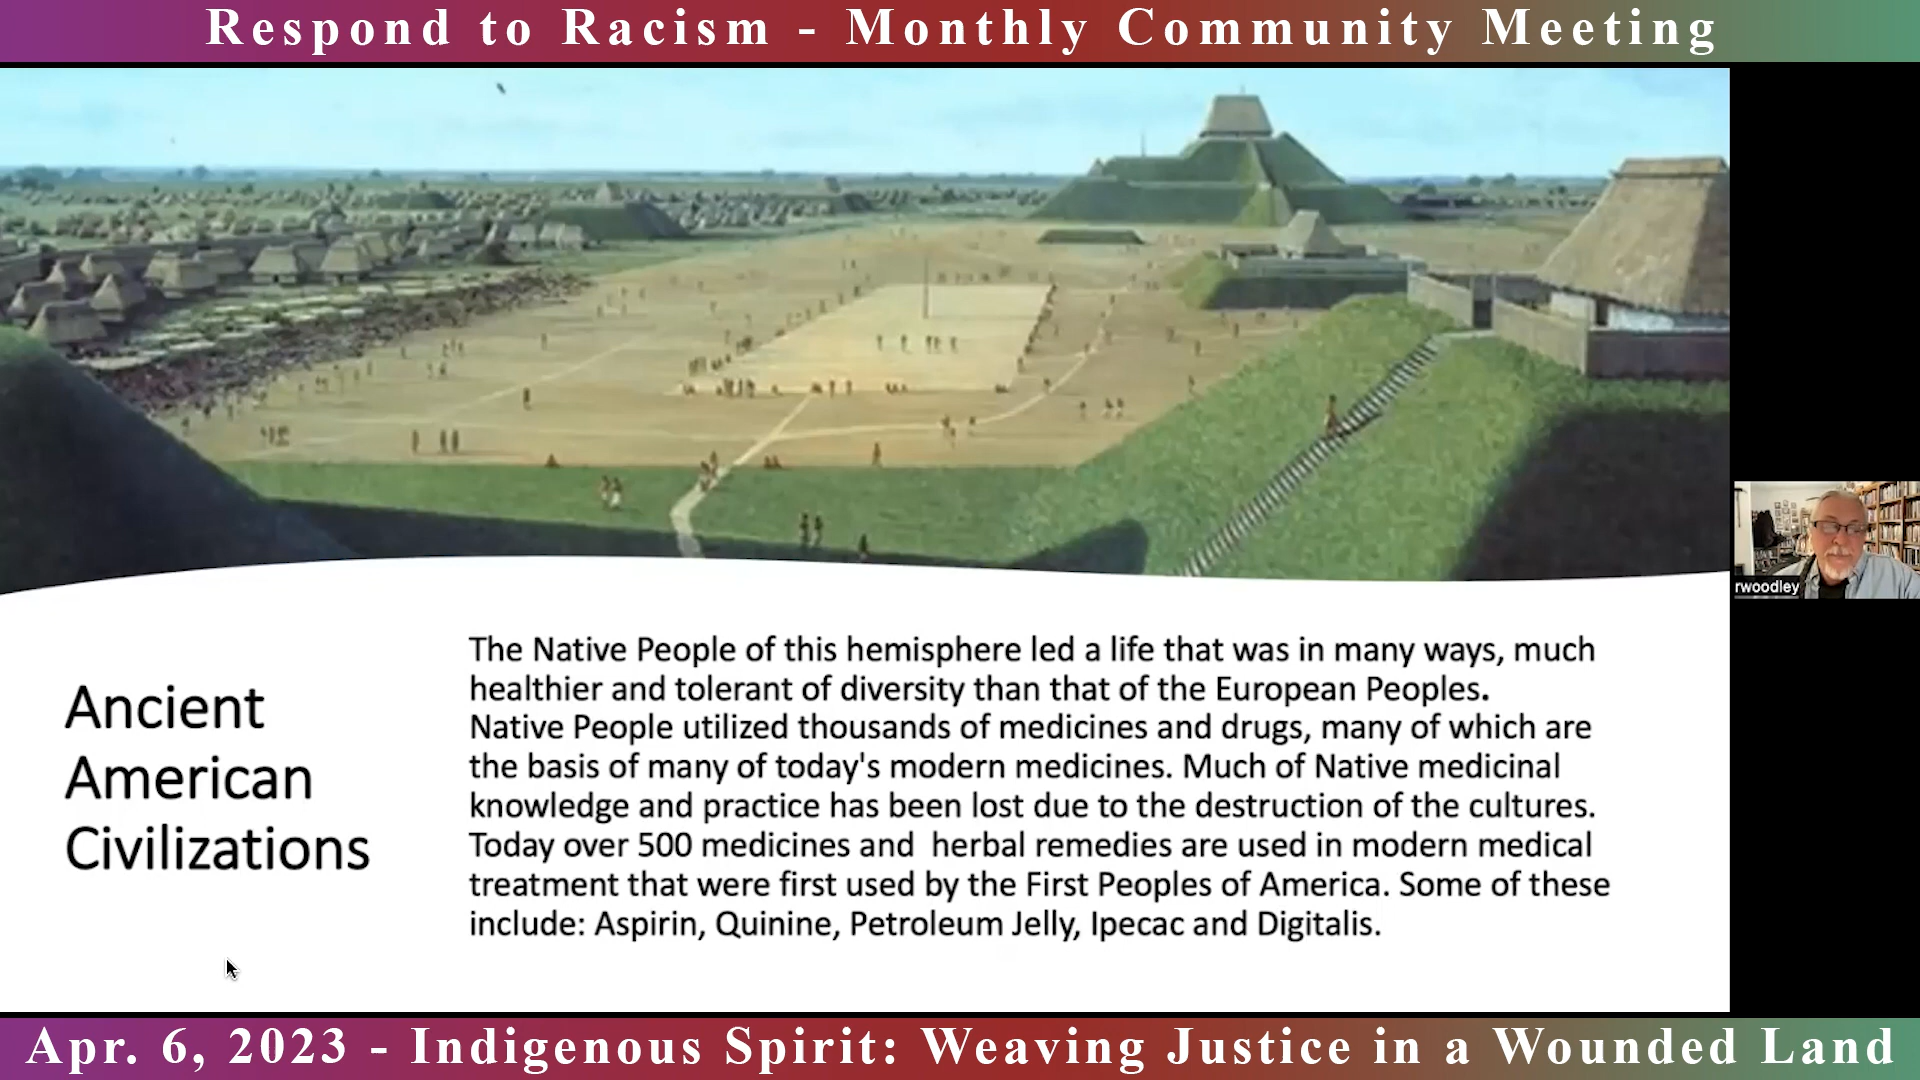 Respond to Racism - Monthly Community Meeting
rwoodley
Ancient
American
Civilizations
The Native People of this hemisphere led a life that was in many ways, much
healthier and tolerant of diversity than that of the European Peoples.
Native People utilized thousands of medicines and drugs, many of which are
the basis of many of today's modern medicines. Much of Native medicinal
knowledge and practice has been lost due to the destruction of the cultures.
Today over 500 medicines and  herbal remedies are used in modern medical
treatment that were first used by the First Peoples of America. Some of these
include: Aspirin, Quinine, Petroleum Jelly, Ipecac and Digitalis.
Apr. 6, 2023 - Indigenous Spirit: Weaving Justice in a Wounded Land